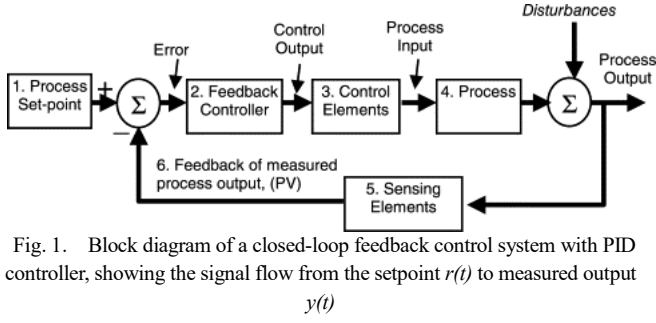 Disturbances
Control
Output
Process
Input
Error
Process
Output
1. Process
Set-point
+
Σ
2. Feedback
Controller
3. Control
Elements
4. Process
Σ
−
6. Feedback of measured
process output, (PV)
5. Sensing
Elements
Fig. 1. Block diagram of a closed-loop feedback control system with PID
controller, showing the signal flow from the setpoint r(t) to measured output
y(t)